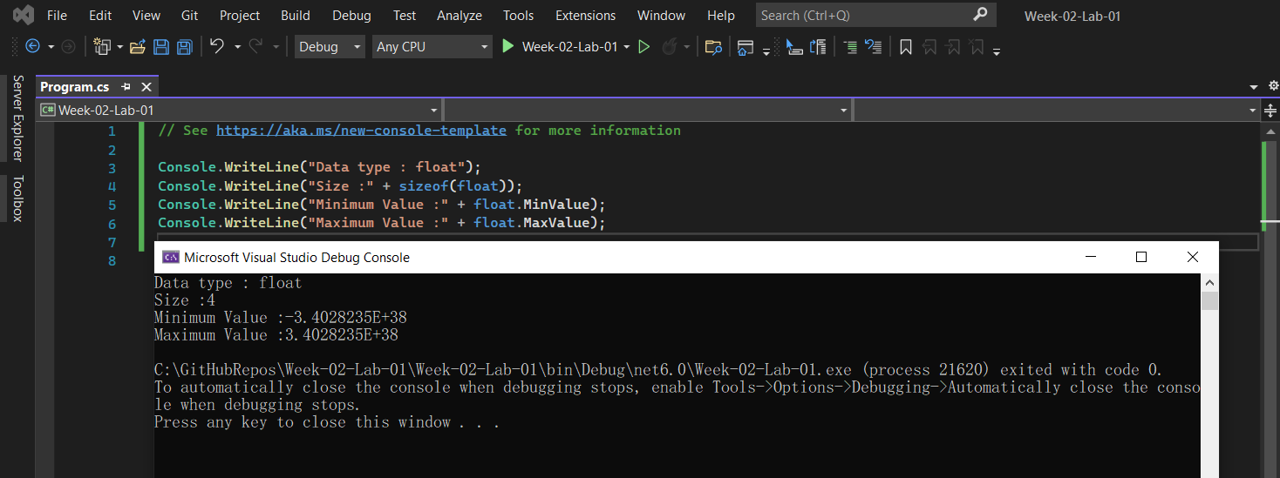 File Edit View Git Project Build Debug Test Analyze Tools Extensions Window Help Search (Ctrl+Q) Week-02-Lab-01
Debug Any CPU Week-02-Lab-01
Server Explorer
Toolbox
Program.cs
C# Week-02-Lab-01
1 // See https://aka.ms/new-console-template for more information
2
3 Console.WriteLine("Data type : float");
4 Console.WriteLine("Size :" + sizeof(float));
5 Console.WriteLine("Minimum Value :" + float.MinValue);
6 Console.WriteLine("Maximum Value :" + float.MaxValue);
7
8
C:\ Microsoft Visual Studio Debug Console
Data type : float
Size :4
Minimum Value :-3.4028235E+38
Maximum Value :3.4028235E+38
C:\GitHubRepos\Week-02-Lab-01\Week-02-Lab-01\bin\Debug\net6.0\Week-02-Lab-01.exe (process 21620) exited with code 0.
To automatically close the console when debugging stops, enable Tools->Options->Debugging->Automatically close the conso
le when debugging stops.
Press any key to close this window . . .